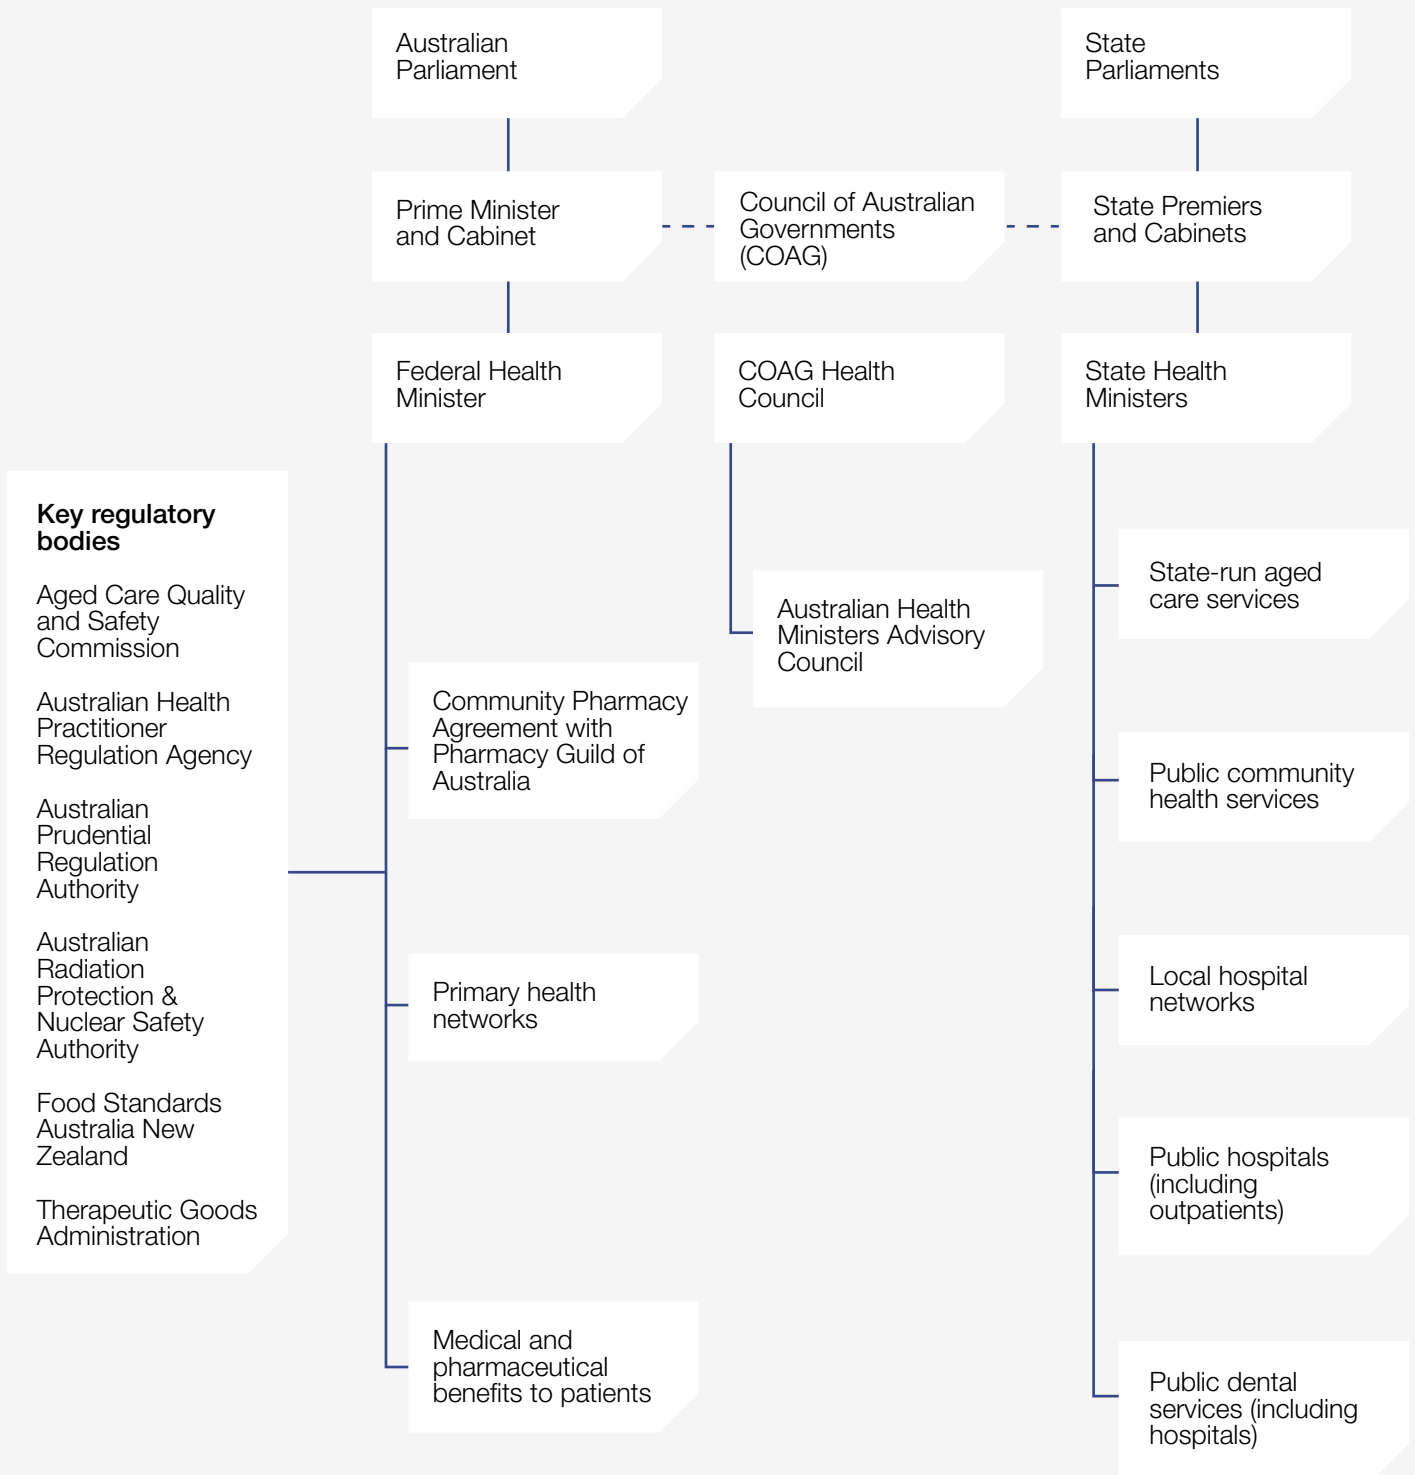 Australian
Parliament
State
Parliaments
Prime Minister
and Cabinet
Council of Australian
Governments
(COAG)
State Premiers
and Cabinets
Federal Health
Minister
COAG Health
Council
State Health
Ministers
Key regulatory
bodies
Aged Care Quality
and Safety
Commission
Australian Health
Practitioner
Regulation Agency
Australian
Prudential
Regulation
Authority
Australian
Radiation
Protection &
Nuclear Safety
Authority
Food Standards
Australia New
Zealand
Therapeutic Goods
Administration
Community Pharmacy
Agreement with
Pharmacy Guild of
Australia
Primary health
networks
Medical and
pharmaceutical
benefits to patients
Australian Health
Ministers Advisory
Council
State-run aged
care services
Public community
health services
Local hospital
networks
Public hospitals
(including
outpatients)
Public dental
services (including
hospitals)